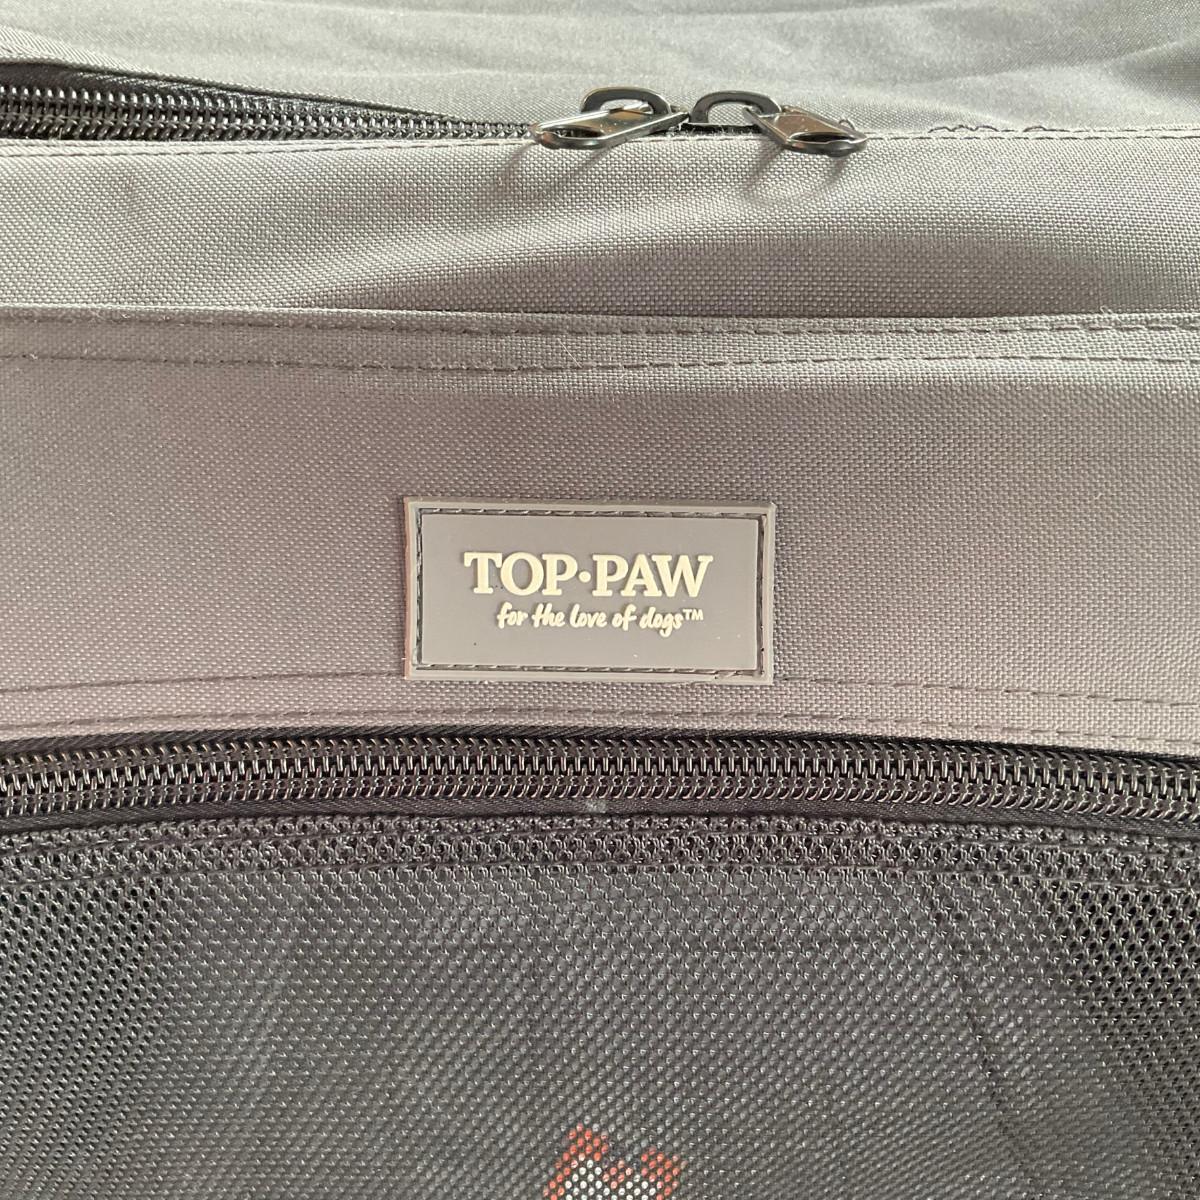 TOP•PAW
for the love of dogs™